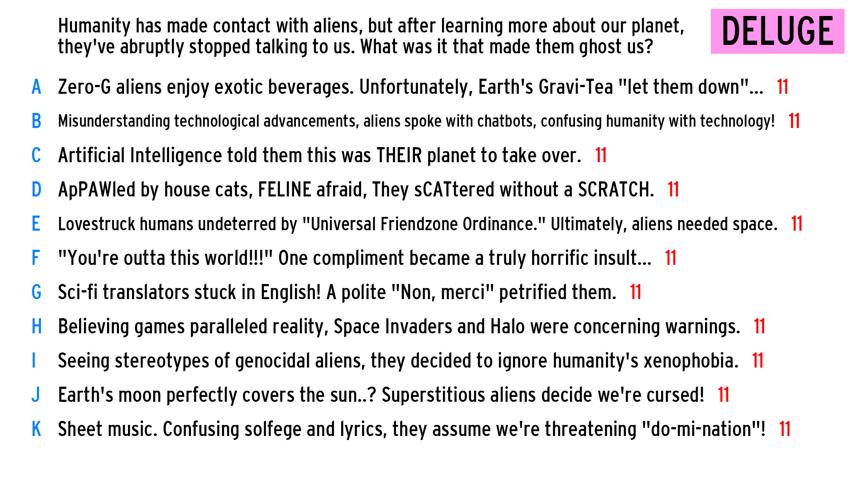 Humanity has made contact with aliens, but after learning more about our planet,
they've abruptly stopped talking to us. What was it that made them ghost us?
DELUGE
A Zero-G aliens enjoy exotic beverages. Unfortunately, Earth's Gravi-Tea "let them down"... 11
B Misunderstanding technological advancements, aliens spoke with chatbots, confusing humanity with technology! 11
C Artificial Intelligence told them this was THEIR planet to take over. 11
D ApPAWled by house cats, FELINE afraid, They sCATtered without a SCRATCH. 11
E Lovestruck humans undeterred by "Universal Friendzone Ordinance." Ultimately, aliens needed space. 11
F "You're outta this world!!!" One compliment became a truly horrific insult... 11
G Sci-fi translators stuck in English! A polite "Non, merci" petrified them. 11
H Believing games paralleled reality, Space Invaders and Halo were concerning warnings. 11
I Seeing stereotypes of genocidal aliens, they decided to ignore humanity's xenophobia. 11
J Earth's moon perfectly covers the sun..? Superstitious aliens decide we're cursed! 11
K Sheet music. Confusing solfege and lyrics, they assume we're threatening "do-mi-nation"! 11